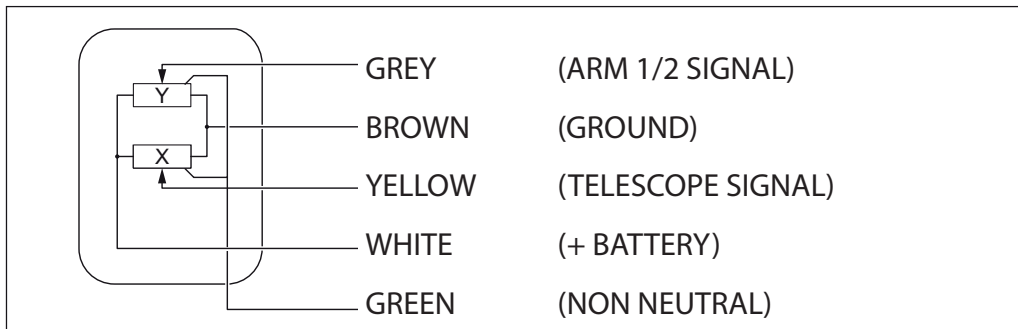 GREY (ARM 1/2 SIGNAL)
Y
BROWN (GROUND)
X
YELLOW (TELESCOPE SIGNAL)
WHITE (+ BATTERY)
GREEN (NON NEUTRAL)